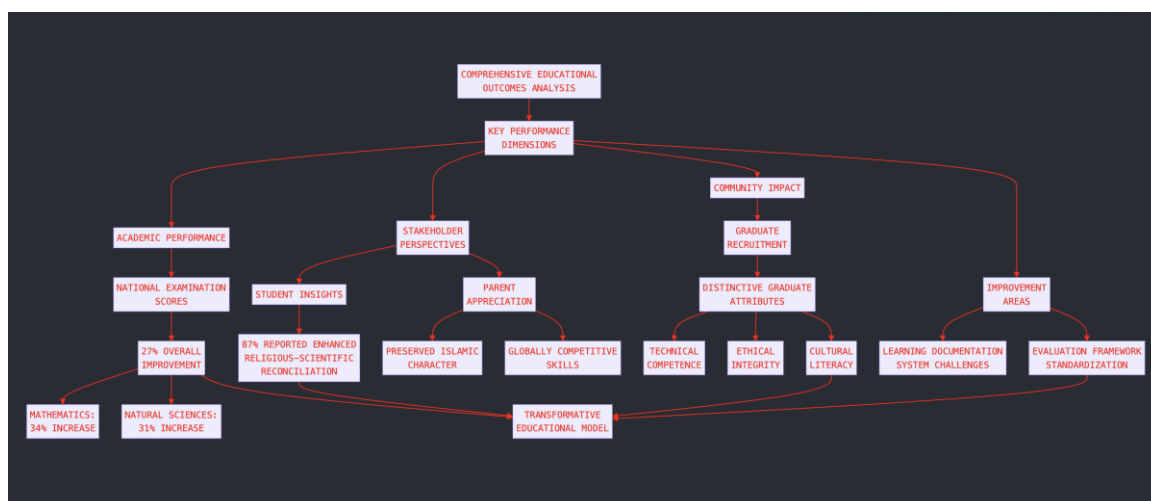 COMPREHENSIVE EDUCATIONAL
OUTCOMES ANALYSIS
KEY PERFORMANCE
DIMENSIONS
COMMUNITY IMPACT
ACADEMIC PERFORMANCE
STAKEHOLDER
PERSPECTIVES
GRADUATE
RECRUITMENT
NATIONAL EXAMINATION
SCORES
STUDENT INSIGHTS
PARENT
APPRECIATION
DISTINCTIVE GRADUATE
ATTRIBUTES
IMPROVEMENT
AREAS
27% OVERALL
IMPROVEMENT
87% REPORTED ENHANCED
RELIGIOUS−SCIENTIFIC
RECONCILIATION
PRESERVED ISLAMIC
CHARACTER
GLOBALLY COMPETITIVE
SKILLS
TECHNICAL
COMPETENCE
ETHICAL
INTEGRITY
CULTURAL
LITERACY
LEARNING DOCUMENTATION
SYSTEM CHALLENGES
EVALUATION FRAMEWORK
STANDARDIZATION
MATHEMATICS:
34% INCREASE
NATURAL SCIENCES:
31% INCREASE
TRANSFORMATIVE
EDUCATIONAL MODEL